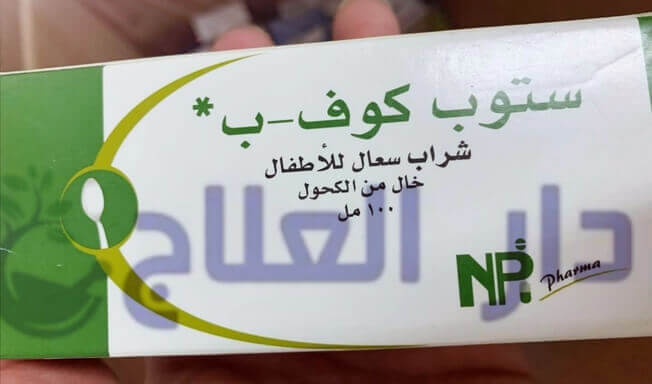 ستوب كوف-ب*
شراب سعال للأطفال
خال من الكحول
١٠٠ مل
دار العلاج
NP Pharma